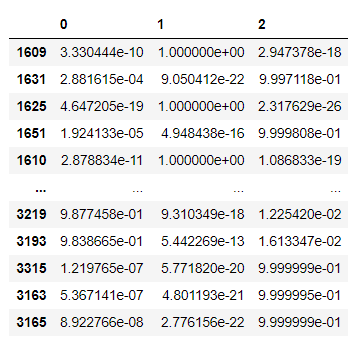 0 1 2
1609 3.330444e-10 1.000000e+00 2.947378e-18
1631 2.881615e-04 9.050412e-22 9.997118e-01
1625 4.647205e-19 1.000000e+00 2.317629e-26
1651 1.924133e-05 4.948438e-16 9.999808e-01
1610 2.878834e-11 1.000000e+00 1.086833e-19
... ... ... ...
3219 9.877458e-01 9.310349e-18 1.225420e-02
3193 9.838665e-01 5.442269e-13 1.613347e-02
3315 1.219765e-07 5.771820e-20 9.999999e-01
3163 5.367141e-07 4.801193e-21 9.999995e-01
3165 8.922766e-08 2.776156e-22 9.999999e-01